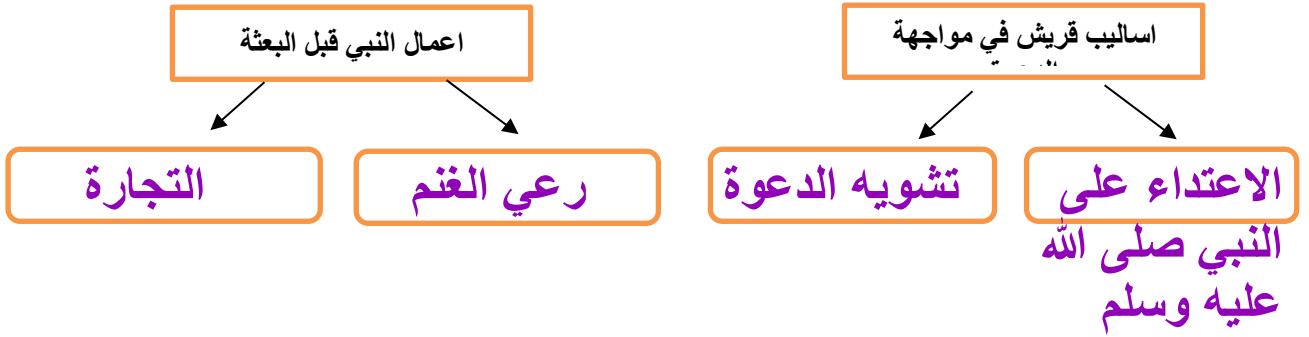 اساليب قريش في مواجهة
اعمال النبي قبل البعثة
الاعتداء على
النبي صلى الله
عليه وسلم
تشويه الدعوة
رعي الغنم
التجارة